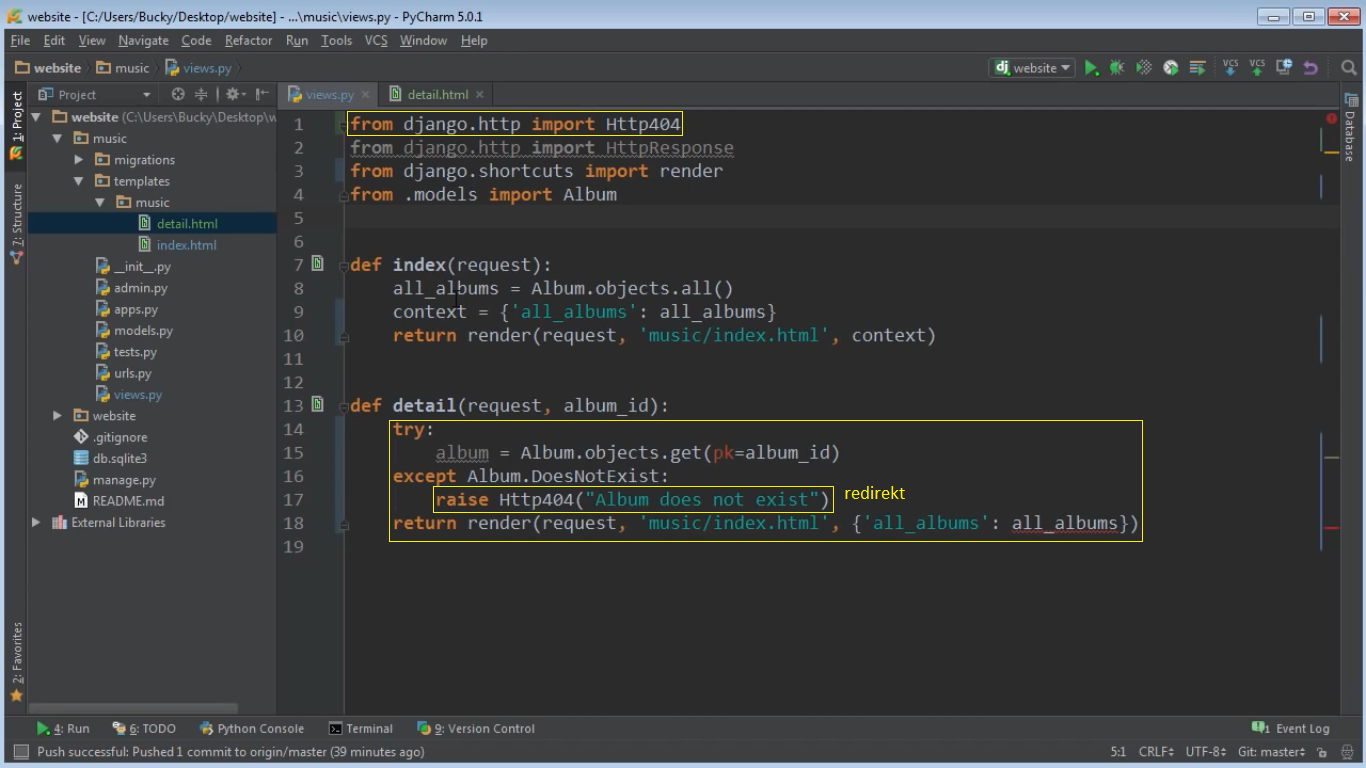 website - [C:/Users/Bucky/Desktop/website] - ...\music\views.py - PyCharm 5.0.1
File Edit View Navigate Code Refactor Run Tools VCS Window Help
website music views.py website VCS VCS
1: Project
7: Structure
2: Favorites
Project
website (C:\Users\Bucky\Desktop\w
music
migrations
templates
music
detail.html
index.html
__init__.py
admin.py
apps.py
models.py
tests.py
urls.py
views.py
website
.gitignore
db.sqlite3
manage.py
README.md
External Libraries
views.py detail.html
1 from django.http import Http404
2 from django.http import HttpResponse
3 from django.shortcuts import render
4 from .models import Album
5
6
7 def index(request):
8 all_albums = Album.objects.all()
9 context = {'all_albums': all_albums}
10 return render(request, 'music/index.html', context)
11
12
13 def detail(request, album_id):
14 try:
15 album = Album.objects.get(pk=album_id)
16 except Album.DoesNotExist:
17 raise Http404("Album does not exist") redirekt
18 return render(request, 'music/index.html', {'all_albums': all_albums})
19
Database
4: Run 6: TODO Python Console Terminal 9: Version Control 1 Event Log
Push successful: Pushed 1 commit to origin/master (39 minutes ago) 5:1 CRLF UTF-8 Git: master